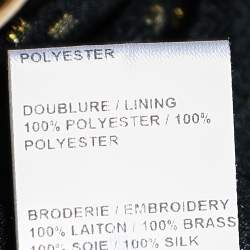 POLYESTER
DOUBLURE / LINING
100% POLYESTER / 100%
POLYESTER
BRODERIE / EMBROIDERY
100% LAITON / 100% BRASS
100% SOIE / 100% SILK